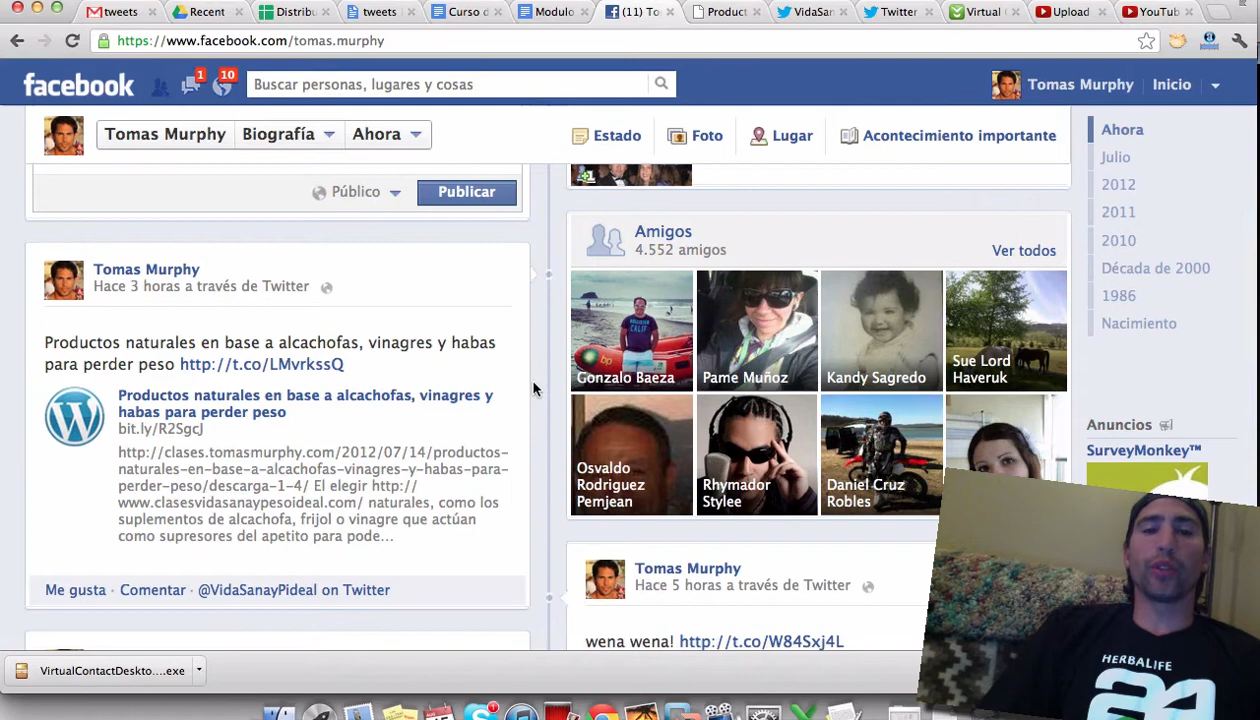 tweets
Recent
Distribu
tweets
Curso d
Modulo
(11) To
Product
VidaSan
Twitter
Virtual
Upload
YouTube
https://www.facebook.com/tomas.murphy
facebook
1
10
Buscar personas, lugares y cosas
Tomas Murphy
Inicio
Tomas Murphy
Biografía
Ahora
Estado
Foto
Lugar
Acontecimiento importante
Ahora
Julio
2012
2011
2010
Década de 2000
1986
Nacimiento
Público
Publicar
Tomas Murphy
Hace 3 horas a través de Twitter
Productos naturales en base a alcachofas, vinagres y habas
para perder peso http://t.co/LMvrkssQ
Productos naturales en base a alcachofas, vinagres y
habas para perder peso
bit.ly/R2SgcJ
http://clases.tomasmurphy.com/2012/07/14/productos-
naturales-en-base-a-alcachofas-vinagres-y-habas-para-
perder-peso/descarga-1-4/ El elegir http://
www.clasesvidasanaypesoideal.com/ naturales, como los
suplementos de alcachofa, frijol o vinagre que actúan
como supresores del apetito para pode...
Me gusta · Comentar · @VidaSanayPideal on Twitter
Amigos
4.552 amigos
Ver todos
Gonzalo Baeza
Pame Muñoz
Kandy Sagredo
Sue Lord
Haveruk
Osvaldo
Rodriguez
Pemjean
Rhymador
Stylee
Daniel Cruz
Robles
Anuncios
SurveyMonkey™
Tomas Murphy
Hace 5 horas a través de Twitter
wena wena! http://t.co/W84Sxj4L
VirtualContactDeskto....exe
HERBALIFE
24